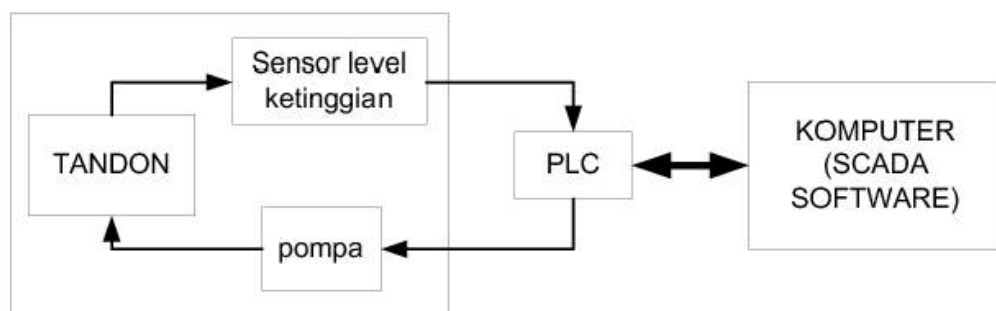 Sensor level
ketinggian
TANDON
PLC
KOMPUTER
(SCADA
SOFTWARE)
pompa